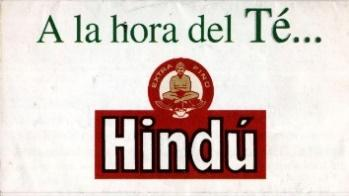 A la hora del Té...
EXTRA FINO
Hindú